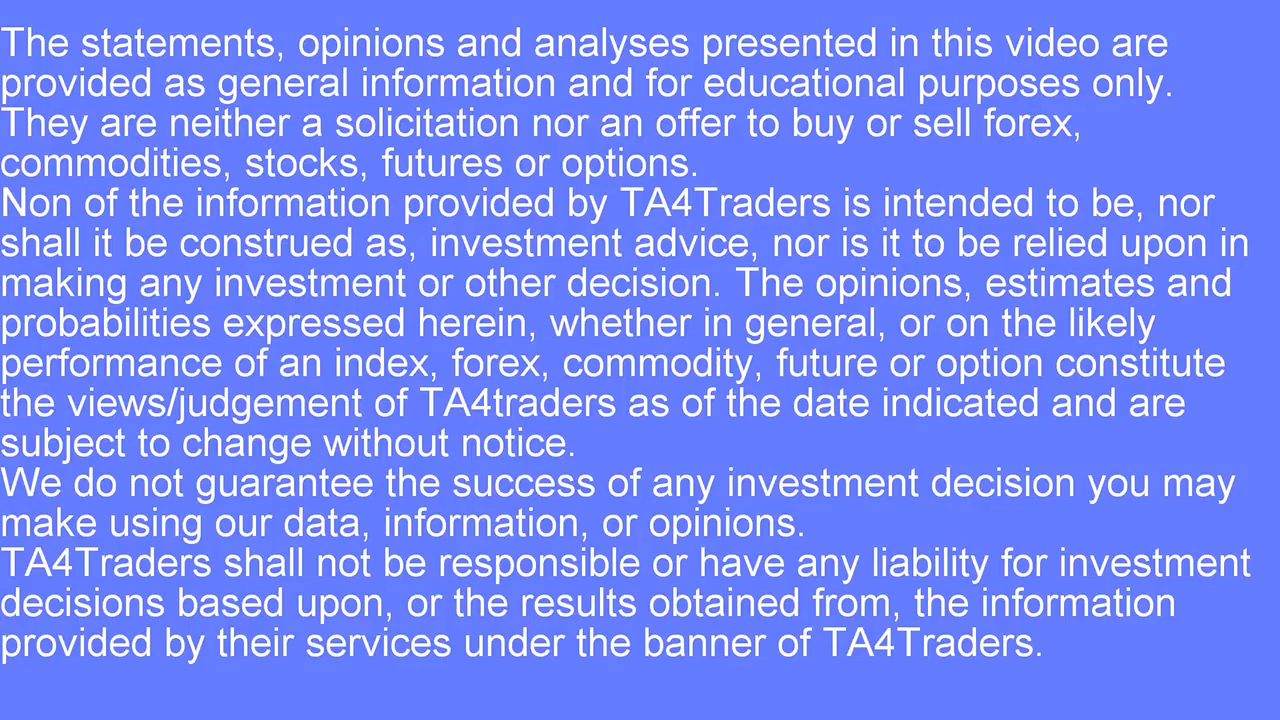 The statements, opinions and analyses presented in this video are
provided as general information and for educational purposes only.
They are neither a solicitation nor an offer to buy or sell forex,
commodities, stocks, futures or options.
Non of the information provided by TA4Traders is intended to be, nor
shall it be construed as, investment advice, nor is it to be relied upon in
making any investment or other decision. The opinions, estimates and
probabilities expressed herein, whether in general, or on the likely
performance of an index, forex, commodity, future or option constitute
the views/judgement of TA4traders as of the date indicated and are
subject to change without notice.
We do not guarantee the success of any investment decision you may
make using our data, information, or opinions.
TA4Traders shall not be responsible or have any liability for investment
decisions based upon, or the results obtained from, the information
provided by their services under the banner of TA4Traders.